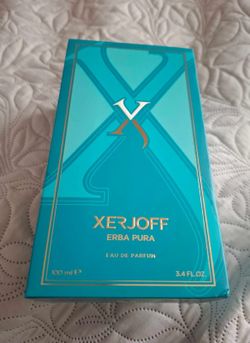 X
XERJOFF
ERBA PURA
EAU DE PARFUM
100 ml ℮ 3.4 FL.OZ.